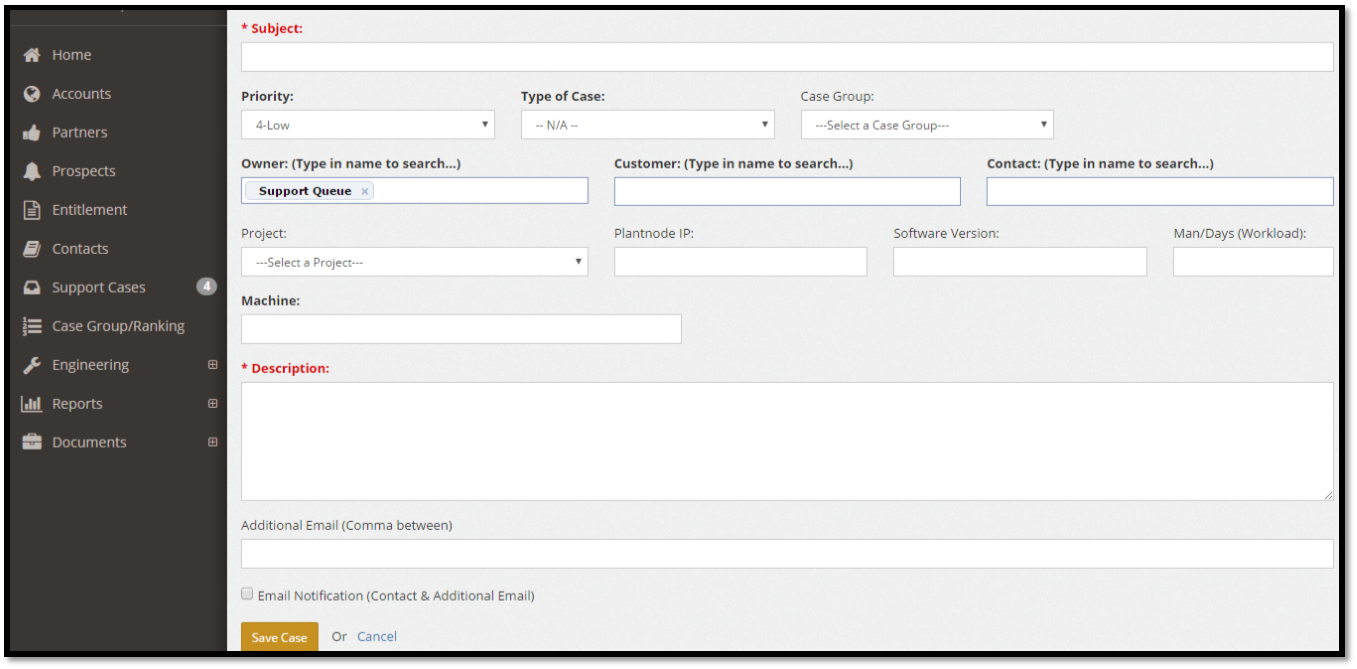 Home
Accounts
Partners
Prospects
Entitlement
Contacts
Support Cases 4
Case Group/Ranking
Engineering
Reports
Documents
* Subject:
Priority: Type of Case: Case Group:
4-Low -- N/A -- ---Select a Case Group---
Owner: (Type in name to search...) Customer: (Type in name to search...) Contact: (Type in name to search...)
Support Queue ×
Project: Plantnode IP: Software Version: Man/Days (Workload):
---Select a Project---
Machine:
* Description:
Additional Email (Comma between)
Email Notification (Contact & Additional Email)
Save Case Or Cancel